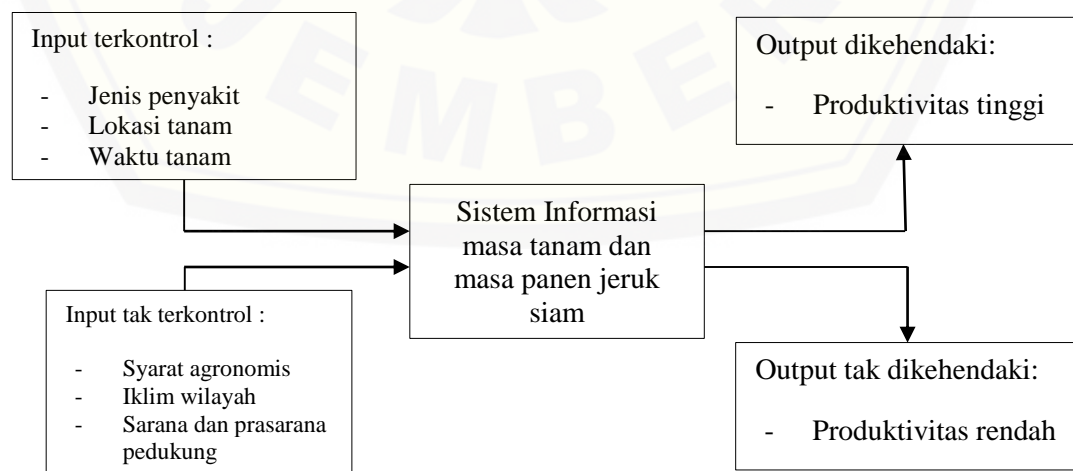 Input terkontrol :
- Jenis penyakit
- Lokasi tanam
- Waktu tanam
Input tak terkontrol :
- Syarat agronomis
- Iklim wilayah
- Sarana dan prasarana
pedukung
Sistem Informasi
masa tanam dan
masa panen jeruk
siam
Output dikehendaki:
- Produktivitas tinggi
Output tak dikehendaki:
- Produktivitas rendah
JEMBER